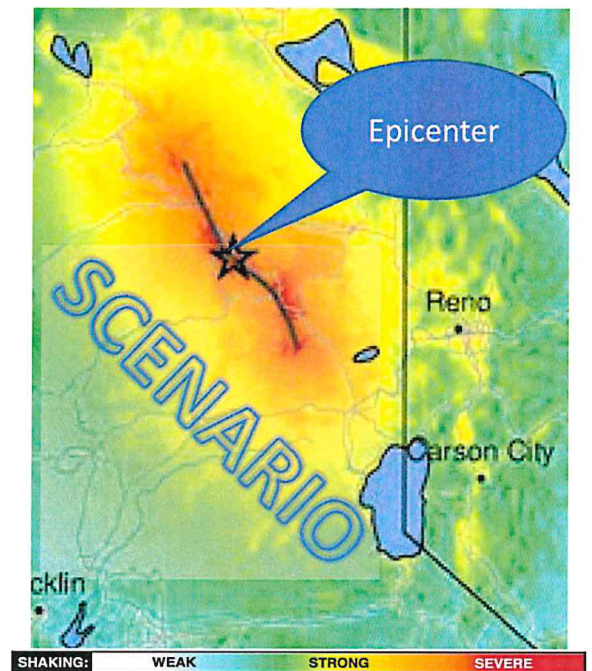 Epicenter
Reno
SCENARIO
Carson City
cklin
SHAKING: WEAK STRONG SEVERE